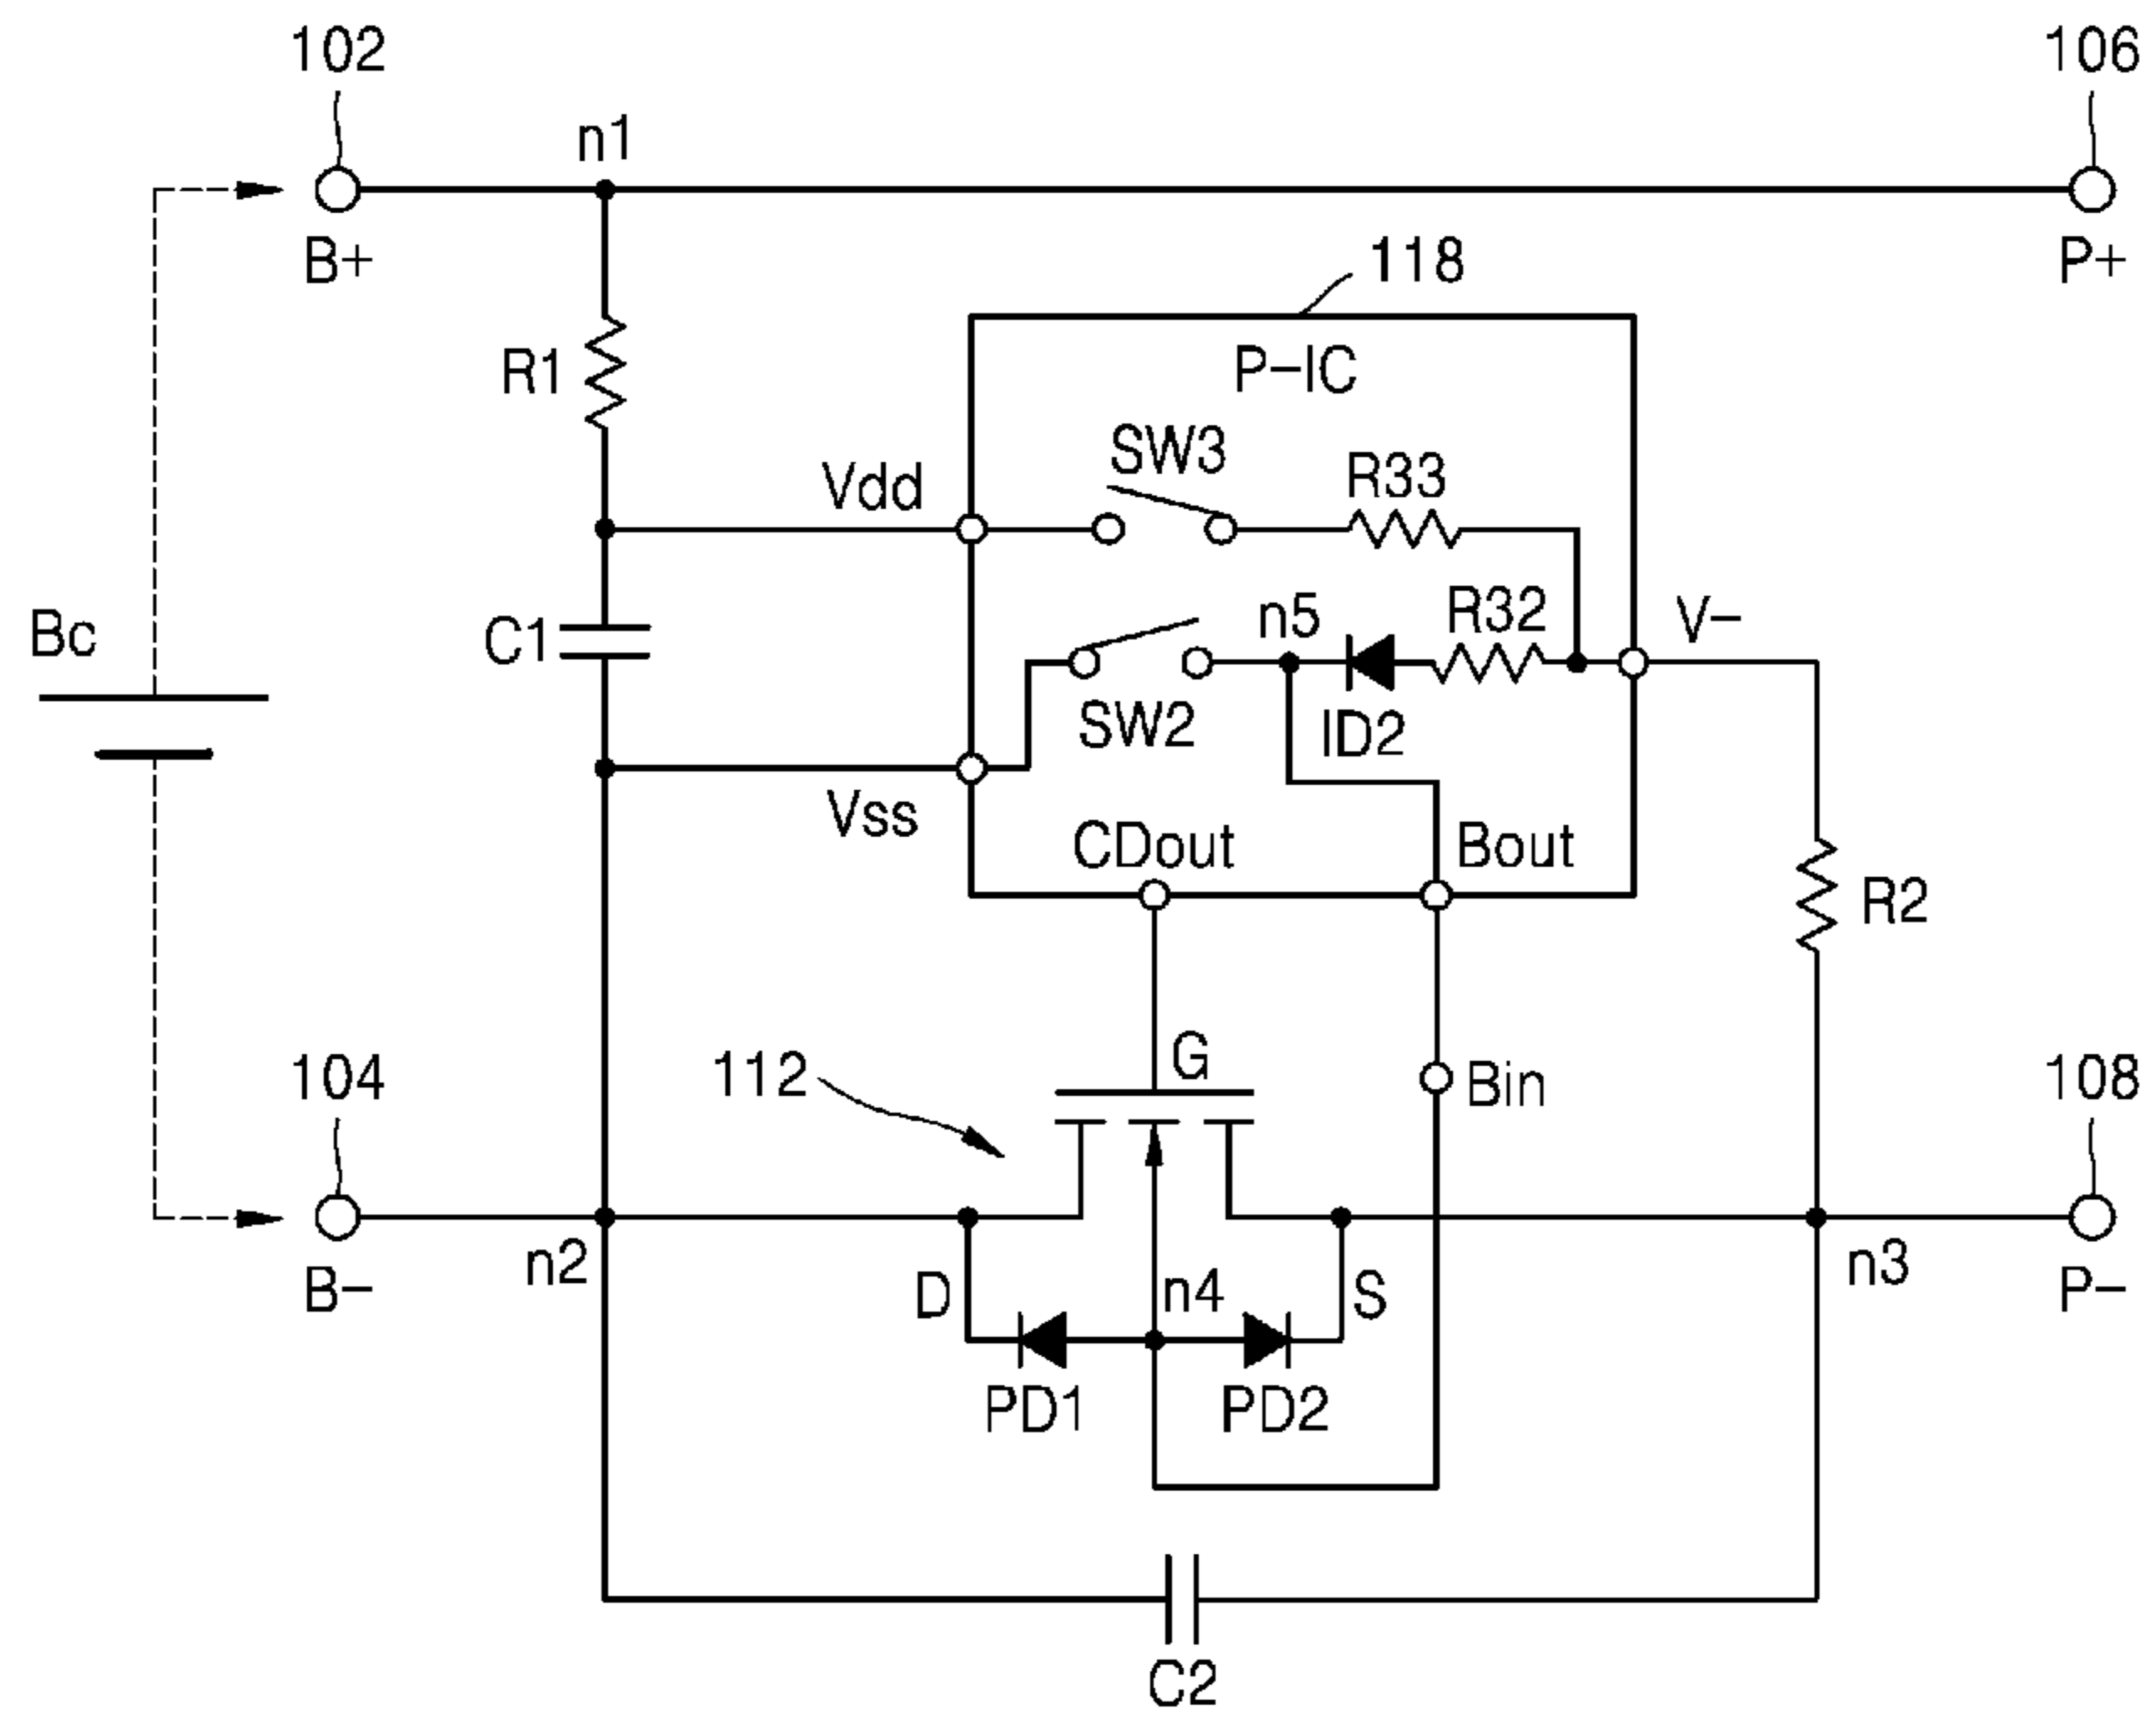 102
106
n1
B+
P+
118
P-IC
R1
SW3
R33
Vdd
Bc
C1
n5
R32
V-
SW2
ID2
Vss
CDout
Bout
R2
112
G
Bin
104
108
n2
n3
B-
P-
D
n4
S
PD1
PD2
C2